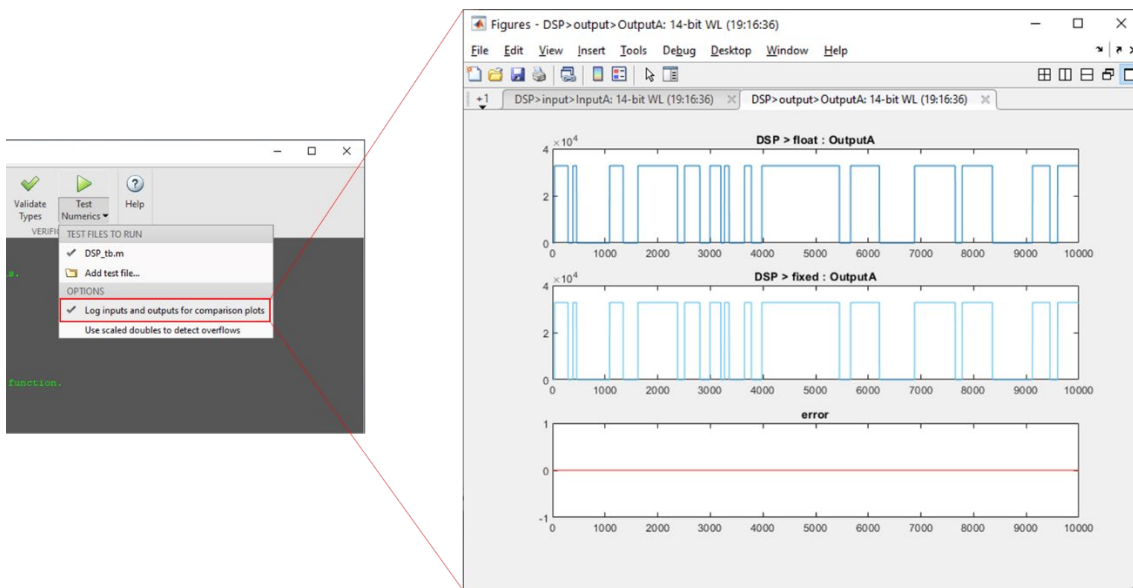 Validate
Types
Test
Numerics
Help
VERIFI
TEST FILES TO RUN
DSP_tb.m
Add test file...
OPTIONS
Log inputs and outputs for comparison plots
Use scaled doubles to detect overflows
s.
function.
Figures - DSP>output>OutputA: 14-bit WL (19:16:36)
File Edit View Insert Tools Debug Desktop Window Help
+1 DSP>input>InputA: 14-bit WL (19:16:36) DSP>output>OutputA: 14-bit WL (19:16:36)
DSP > float : OutputA
×10^4
4
2
0
0 1000 2000 3000 4000 5000 6000 7000 8000 9000 10000
DSP > fixed : OutputA
×10^4
4
2
0
0 1000 2000 3000 4000 5000 6000 7000 8000 9000 10000
error
1
0
-1
0 1000 2000 3000 4000 5000 6000 7000 8000 9000 10000